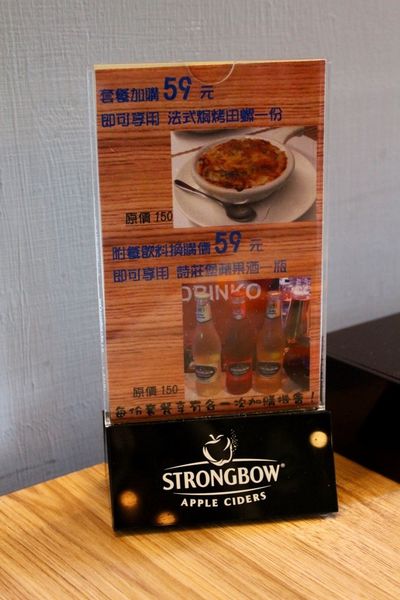 套餐加購 59 元
即可享用 法式焗烤田螺一份
原價 150
附餐飲料換購價 59 元
即可享用 詩莊堡蘋果酒一瓶
OBINKO
原價 150
每份套餐享有各一次加購機會!
STRONGBOW®
APPLE CIDERS